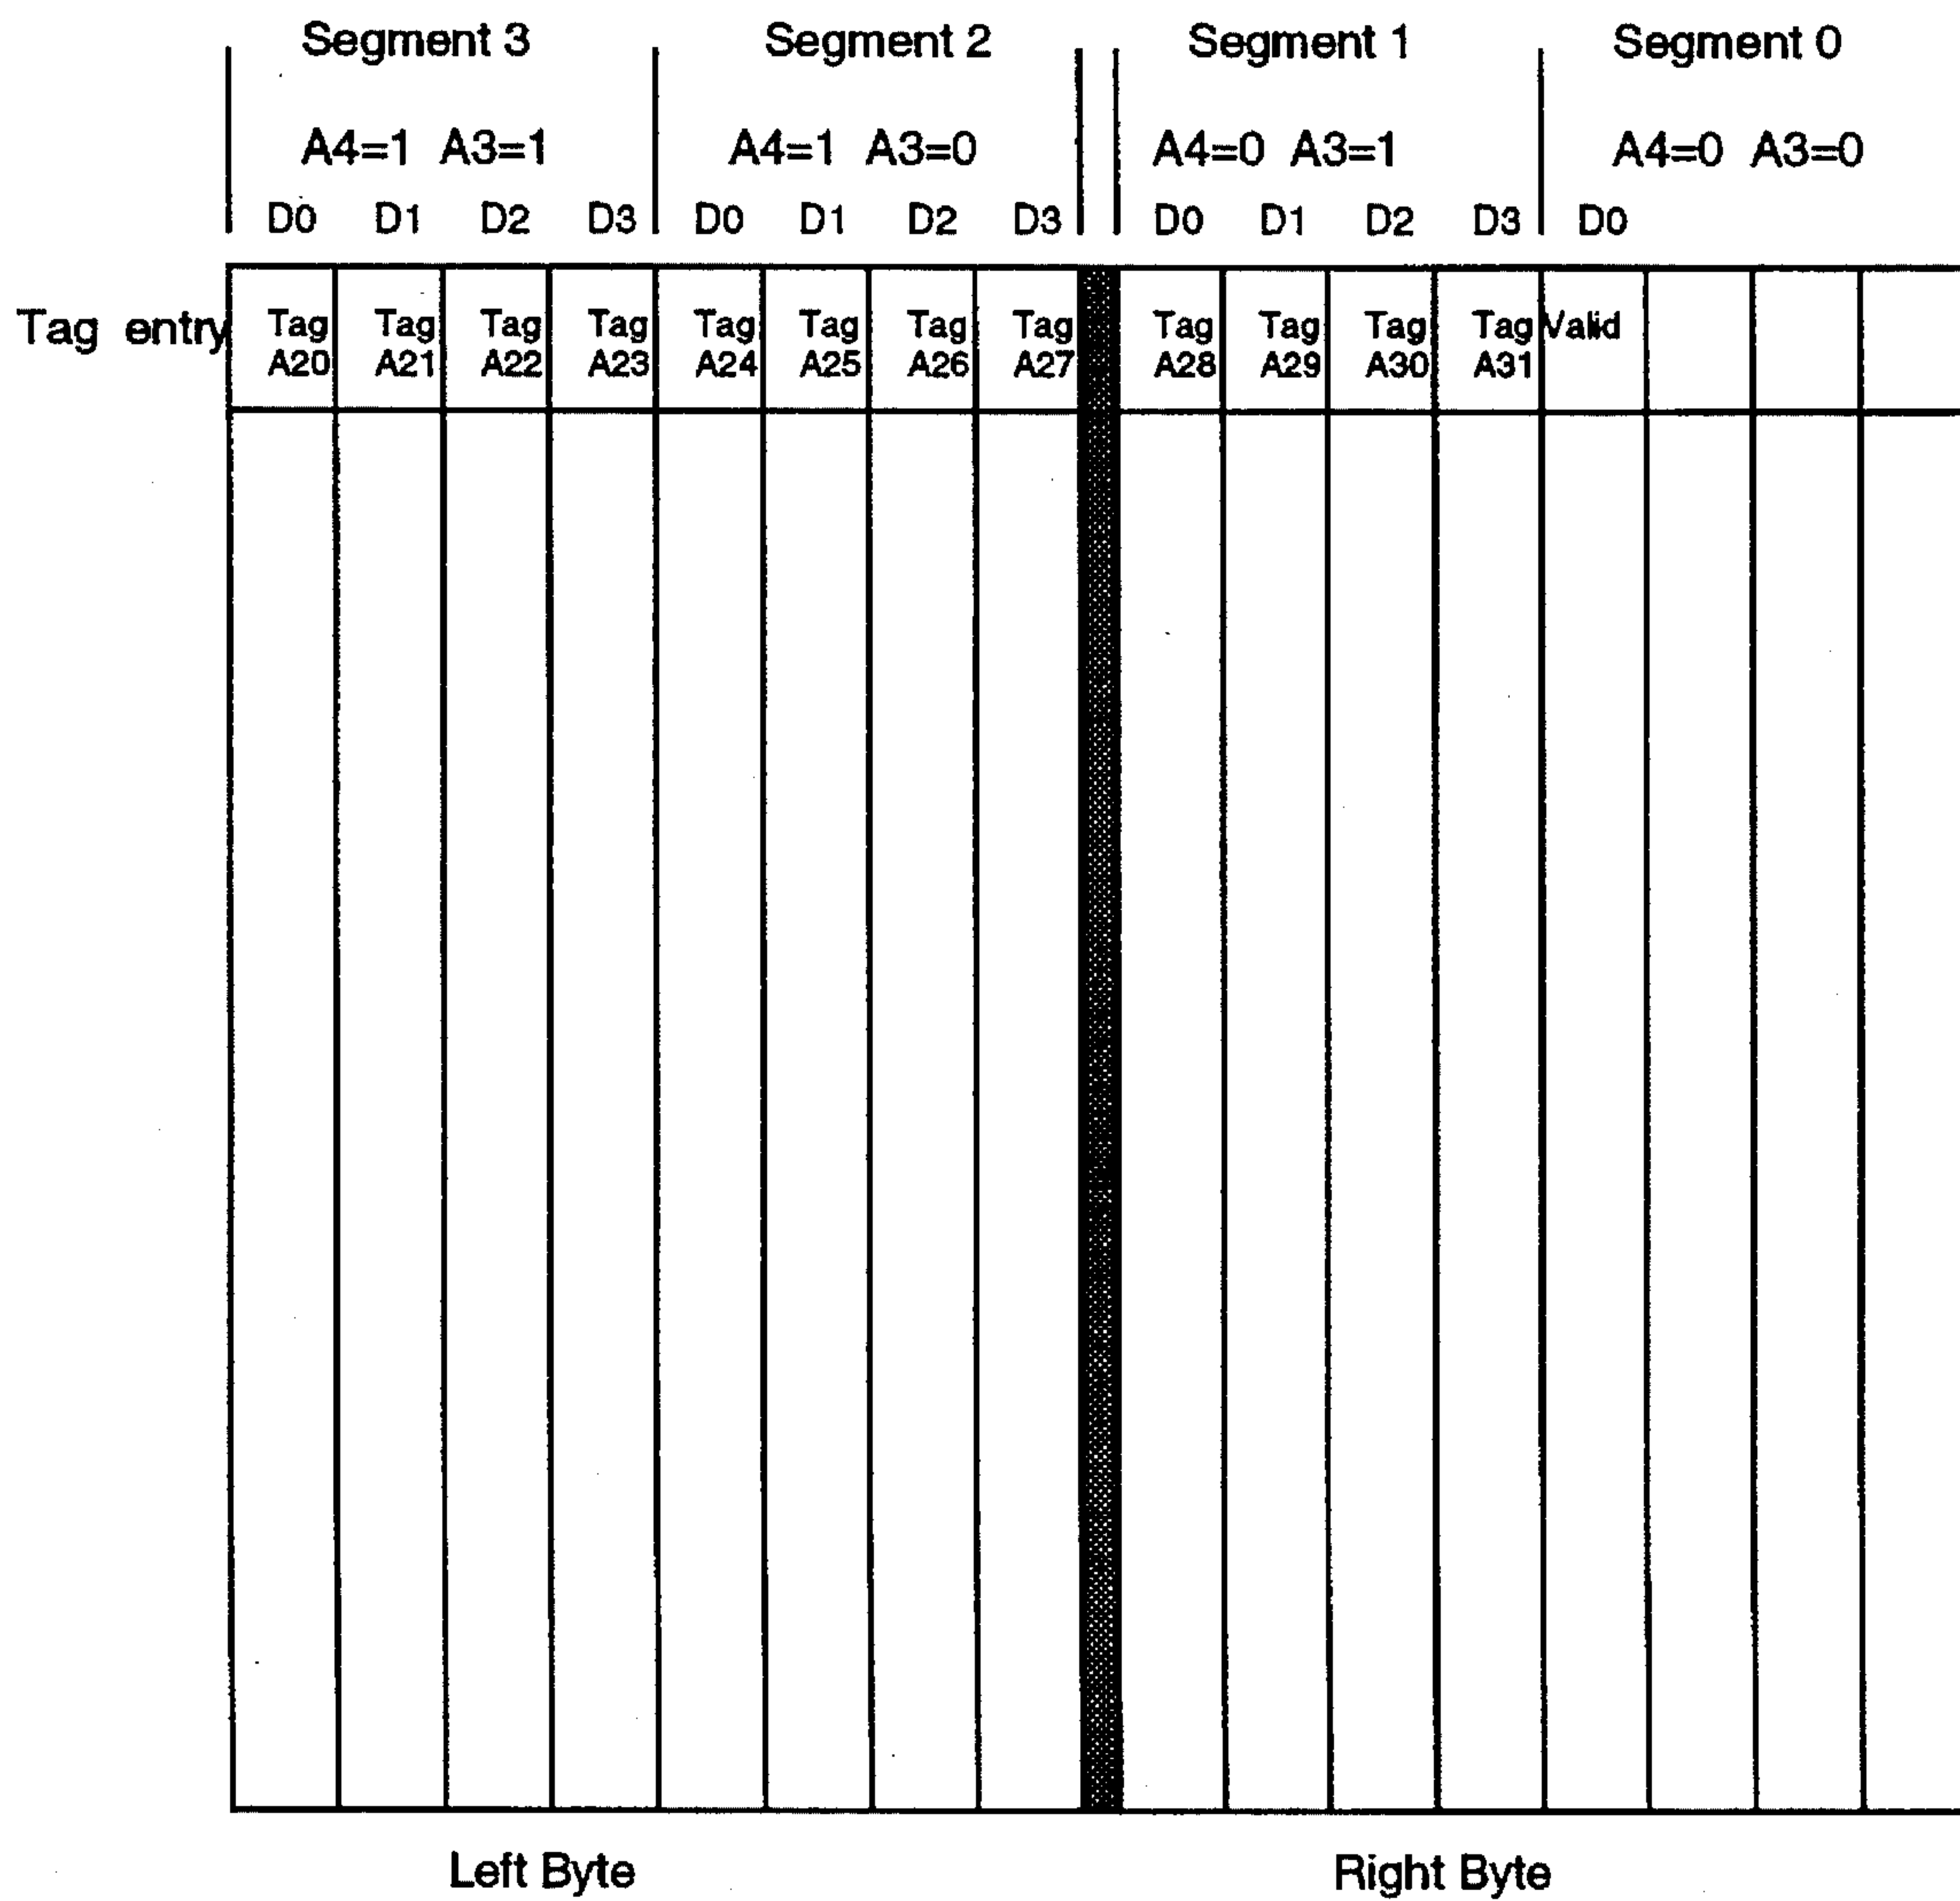 Segment 3 Segment 2 Segment 1 Segment 0
A4=1 A3=1 A4=1 A3=0 A4=0 A3=1 A4=0 A3=0
D0 D1 D2 D3 D0 D1 D2 D3 D0 D1 D2 D3 D0
Tag entry Tag Tag Tag Tag Tag Tag Tag Tag Tag Tag Tag Tag Valid
A20 A21 A22 A23 A24 A25 A26 A27 A28 A29 A30 A31
Left Byte Right Byte